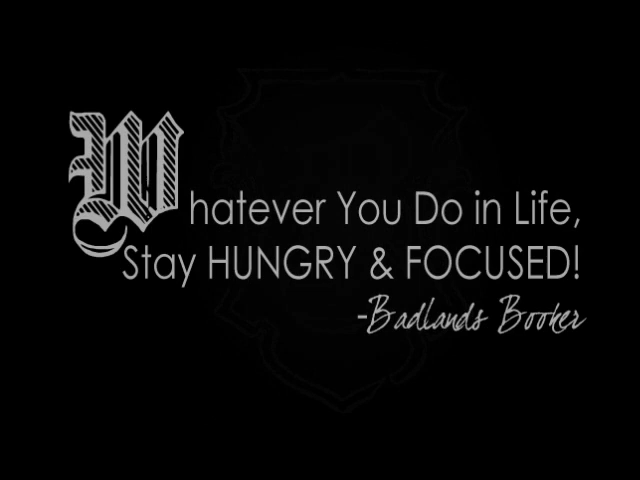 Whatever You Do in Life,
Stay HUNGRY & FOCUSED!
-Badlands Booker